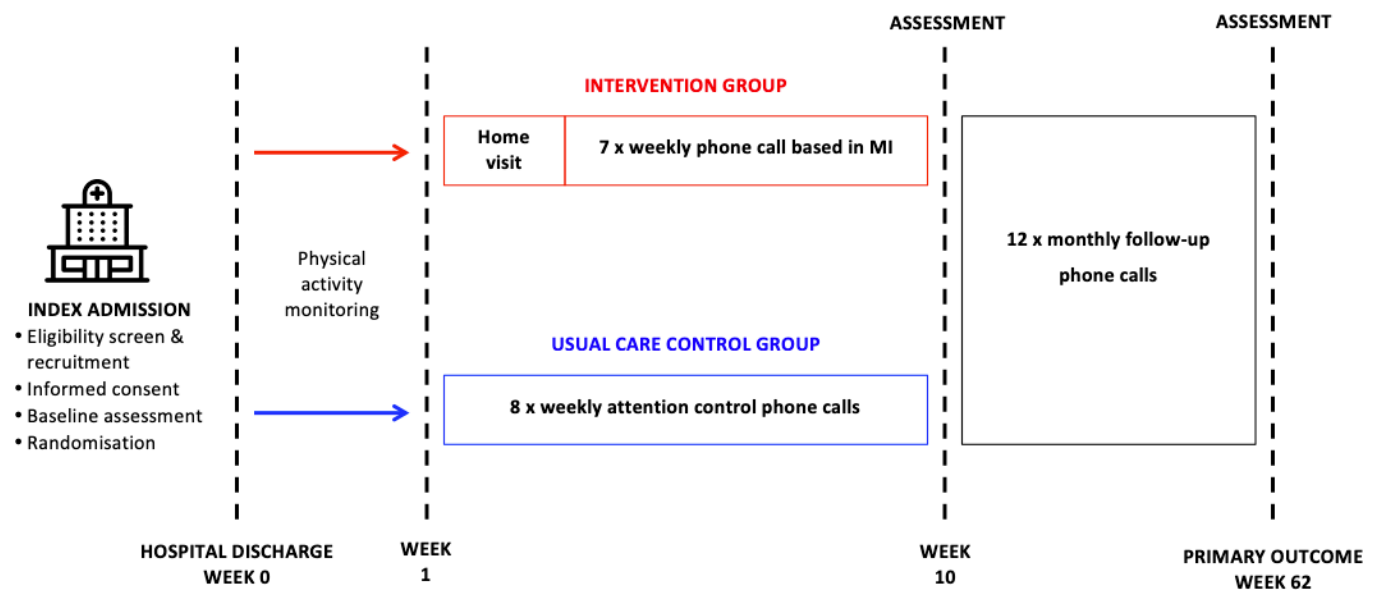 ASSESSMENT
ASSESSMENT
INTERVENTION GROUP
Home
visit
7 x weekly phone call based in MI
12 x monthly follow-up
phone calls
Physical
activity
monitoring
INDEX ADMISSION
• Eligibility screen &
recruitment
• Informed consent
• Baseline assessment
• Randomisation
USUAL CARE CONTROL GROUP
8 x weekly attention control phone calls
HOSPITAL DISCHARGE
WEEK 0
WEEK
1
WEEK
10
PRIMARY OUTCOME
WEEK 62